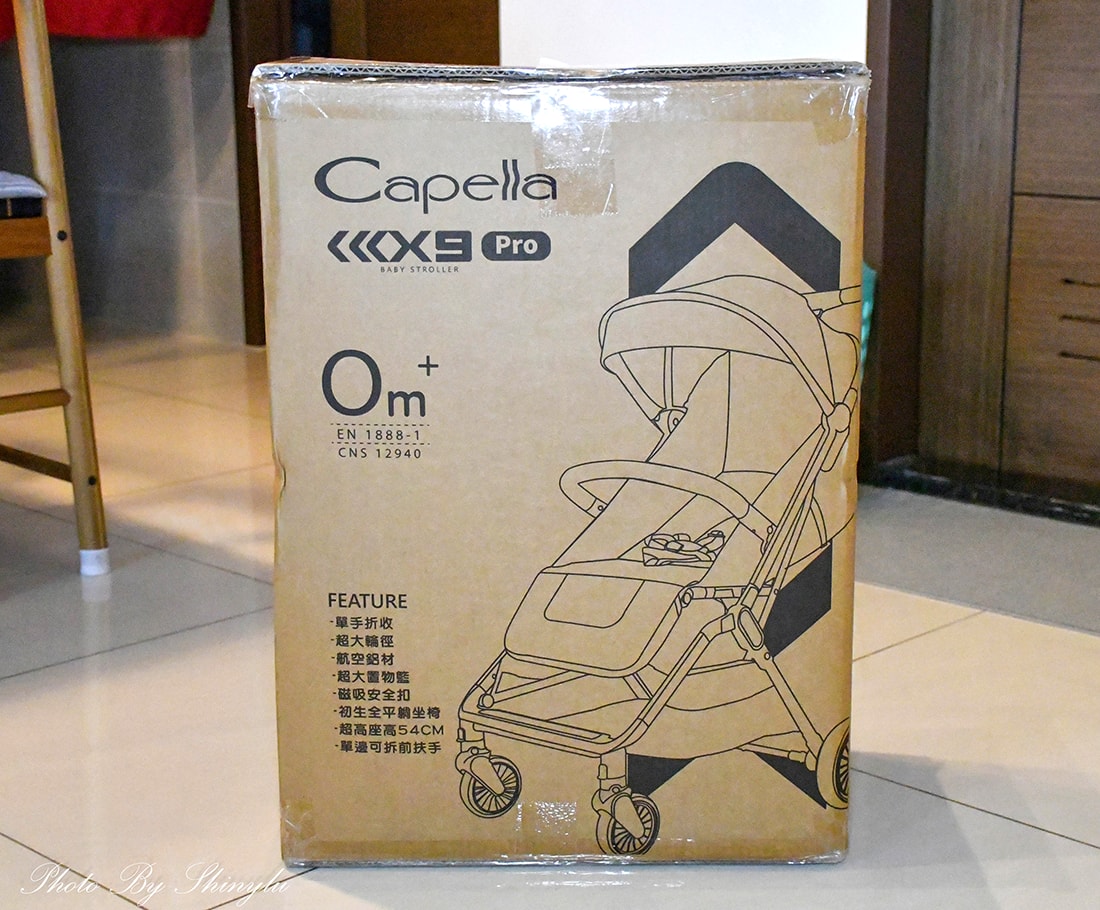 Capella
X9 Pro
BABY STROLLER
0m+
EN 1888-1
CNS 12940
FEATURE
-單手折收
-超大輪徑
-航空鋁材
-超大置物籃
-磁吸安全扣
-初生全平躺坐椅
-超高座高54CM
-單邊可拆前扶手
Photo By Shinylu